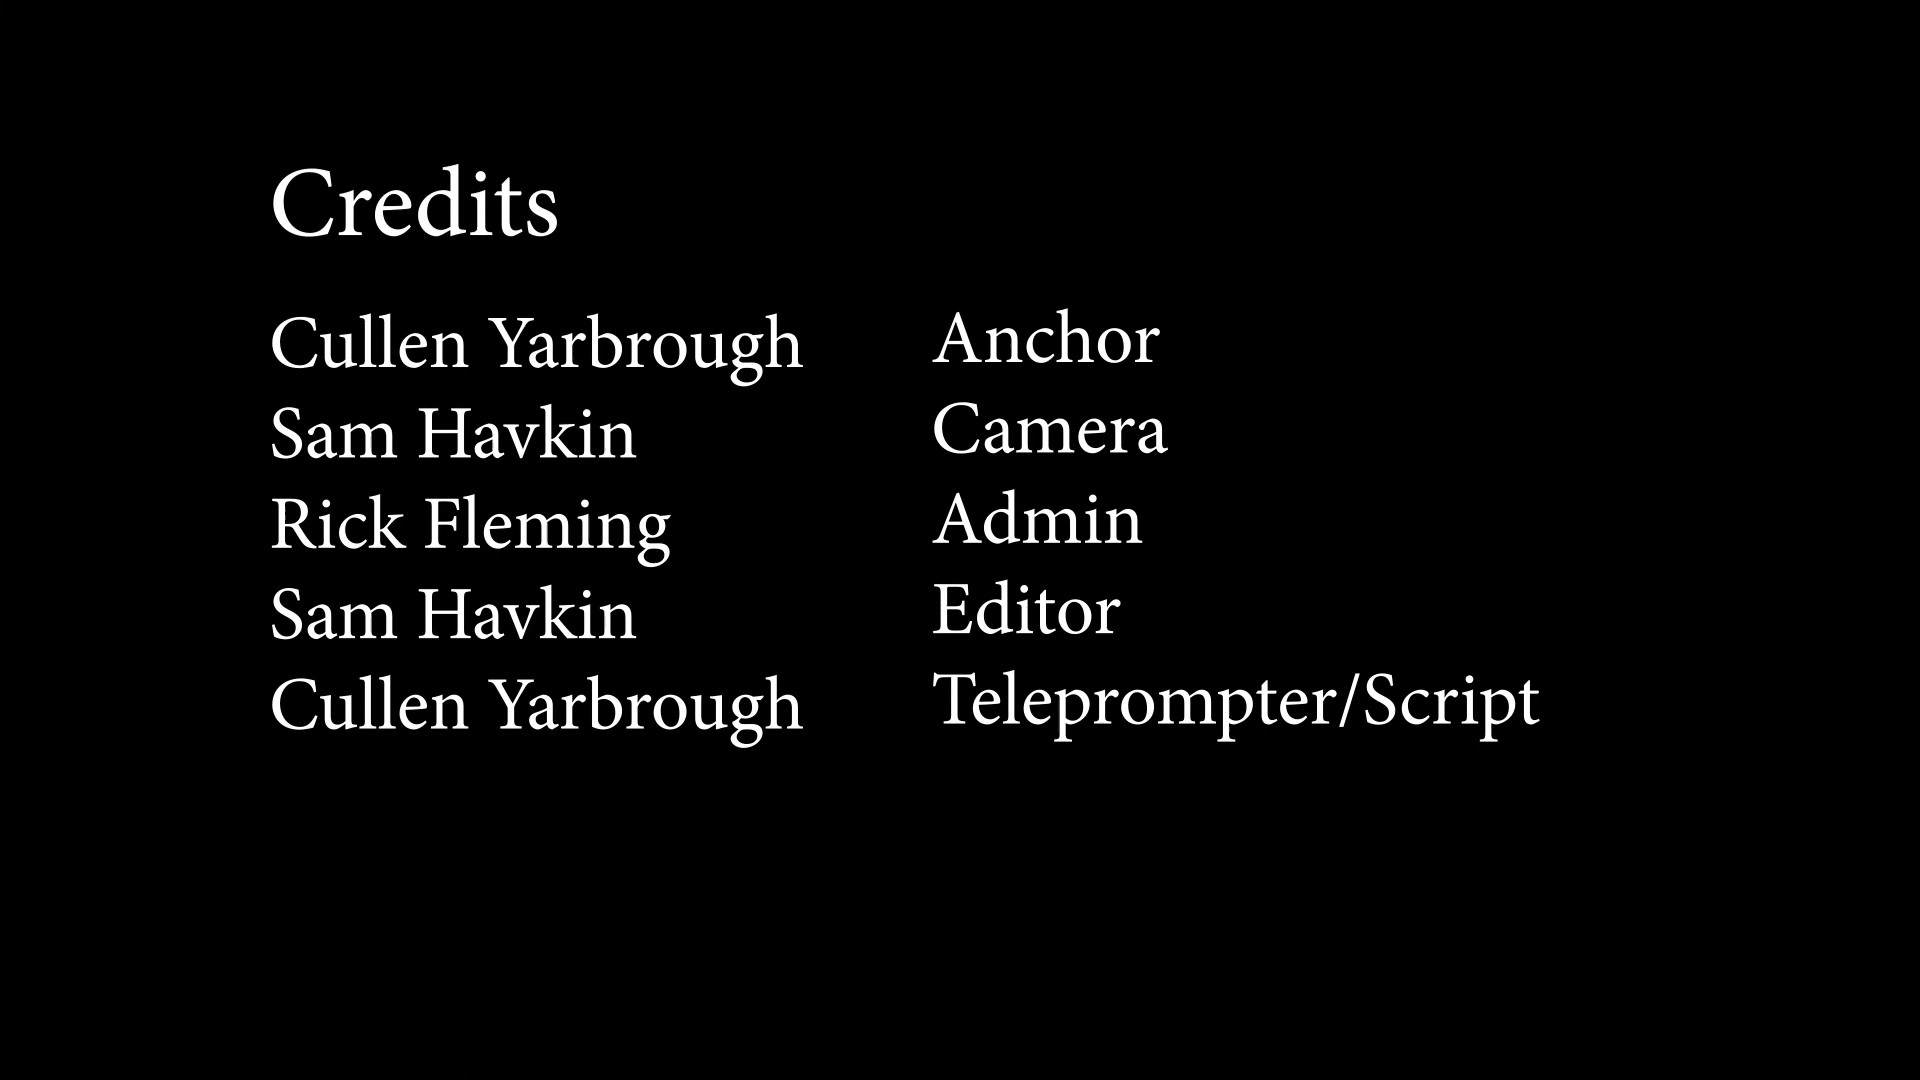 Credits
Cullen Yarbrough Anchor
Sam Havkin Camera
Rick Fleming Admin
Sam Havkin Editor
Cullen Yarbrough Teleprompter/Script